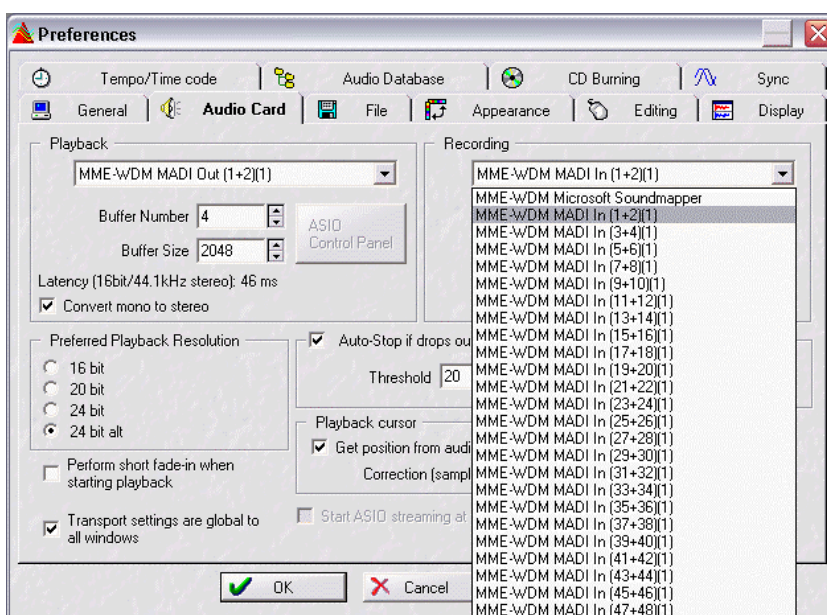 Preferences
Tempo/Time code Audio Database CD Burning Sync
General Audio Card File Appearance Editing Display
Playback
MME-WDM MADI Out (1+2)(1)
Buffer Number 4
Buffer Size 2048
ASIO
Control Panel
Latency (16bit/44.1kHz stereo): 46 ms
Convert mono to stereo
Recording
MME-WDM MADI In (1+2)(1)
MME-WDM Microsoft Soundmapper
MME-WDM MADI In (1+2)(1)
MME-WDM MADI In (3+4)(1)
MME-WDM MADI In (5+6)(1)
MME-WDM MADI In (7+8)(1)
MME-WDM MADI In (9+10)(1)
MME-WDM MADI In (11+12)(1)
MME-WDM MADI In (13+14)(1)
MME-WDM MADI In (15+16)(1)
MME-WDM MADI In (17+18)(1)
MME-WDM MADI In (19+20)(1)
MME-WDM MADI In (21+22)(1)
MME-WDM MADI In (23+24)(1)
MME-WDM MADI In (25+26)(1)
MME-WDM MADI In (27+28)(1)
MME-WDM MADI In (29+30)(1)
MME-WDM MADI In (31+32)(1)
MME-WDM MADI In (33+34)(1)
MME-WDM MADI In (35+36)(1)
MME-WDM MADI In (37+38)(1)
MME-WDM MADI In (39+40)(1)
MME-WDM MADI In (41+42)(1)
MME-WDM MADI In (43+44)(1)
MME-WDM MADI In (45+46)(1)
MME-WDM MADI In (47+48)(1)
Preferred Playback Resolution
16 bit
20 bit
24 bit
24 bit alt
Auto-Stop if drops ou
Threshold 20
Playback cursor
Get position from audi
Correction (sampl
Perform short fade-in when
starting playback
Transport settings are global to
all windows
Start ASIO streaming at
OK Cancel